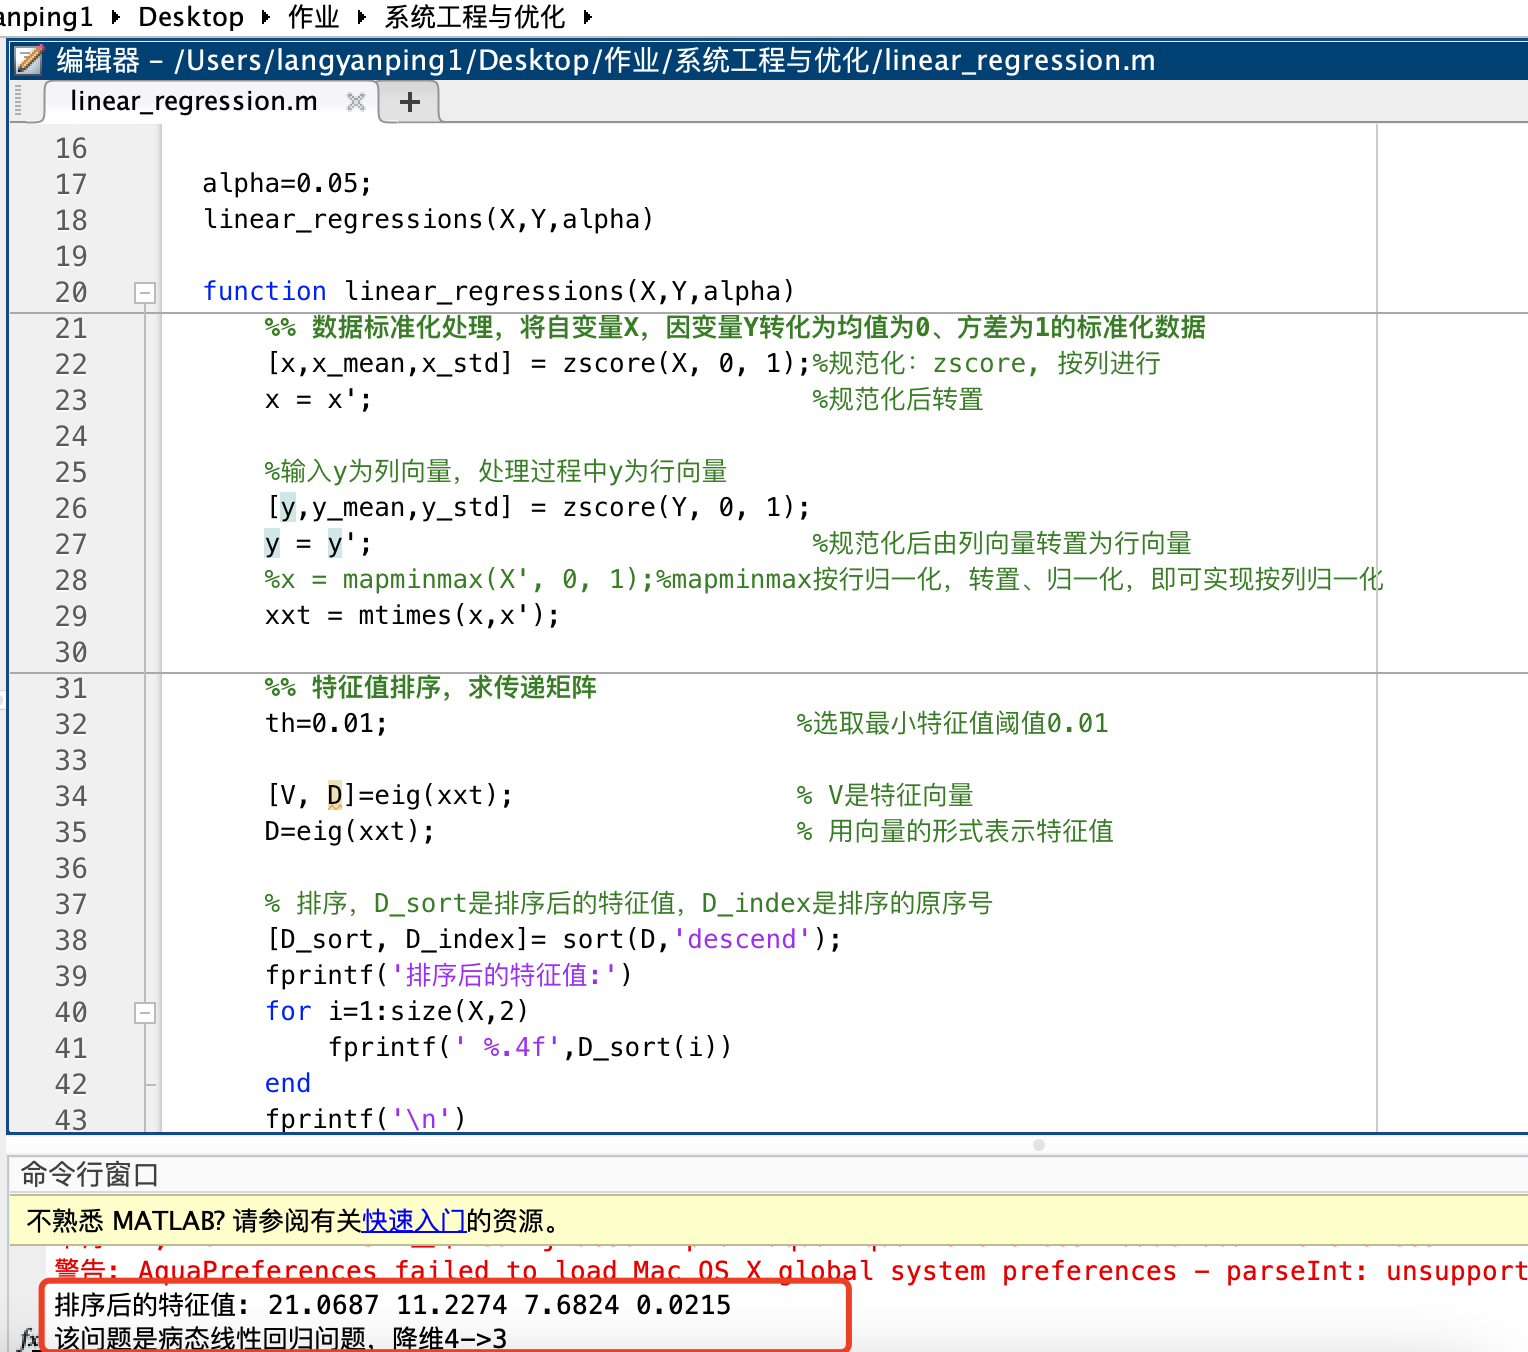 anping1 ▸ Desktop ▸ 作业 ▸ 系统工程与优化 ▸
编辑器 – /Users/langyanping1/Desktop/作业/系统工程与优化/linear_regression.m
linear_regression.m × +
16
17 alpha=0.05;
18 linear_regressions(X,Y,alpha)
19
20 function linear_regressions(X,Y,alpha)
21 %% 数据标准化处理，将自变量X，因变量Y转化为均值为0、方差为1的标准化数据
22 [x,x_mean,x_std] = zscore(X, 0, 1);%规范化：zscore, 按列进行
23 x = x'; %规范化后转置
24
25 %输入y为列向量，处理过程中y为行向量
26 [y,y_mean,y_std] = zscore(Y, 0, 1);
27 y = y'; %规范化后由列向量转置为行向量
28 %x = mapminmax(X', 0, 1);%mapminmax按行归一化，转置、归一化，即可实现按列归一化
29 xxt = mtimes(x,x');
30
31 %% 特征值排序，求传递矩阵
32 th=0.01; %选取最小特征值阈值0.01
33
34 [V, D]=eig(xxt); % V是特征向量
35 D=eig(xxt); % 用向量的形式表示特征值
36
37 % 排序，D_sort是排序后的特征值，D_index是排序的原序号
38 [D_sort, D_index]= sort(D,'descend');
39 fprintf('排序后的特征值:')
40 for i=1:size(X,2)
41 fprintf(' %.4f',D_sort(i))
42 end
43 fprintf('\n')
命令行窗口
不熟悉 MATLAB? 请参阅有关快速入门的资源。
警告: AquaPreferences failed to load Mac OS X global system preferences - parseInt: unsupport
排序后的特征值: 21.0687 11.2274 7.6824 0.0215
fx 该问题是病态线性回归问题，降维4->3